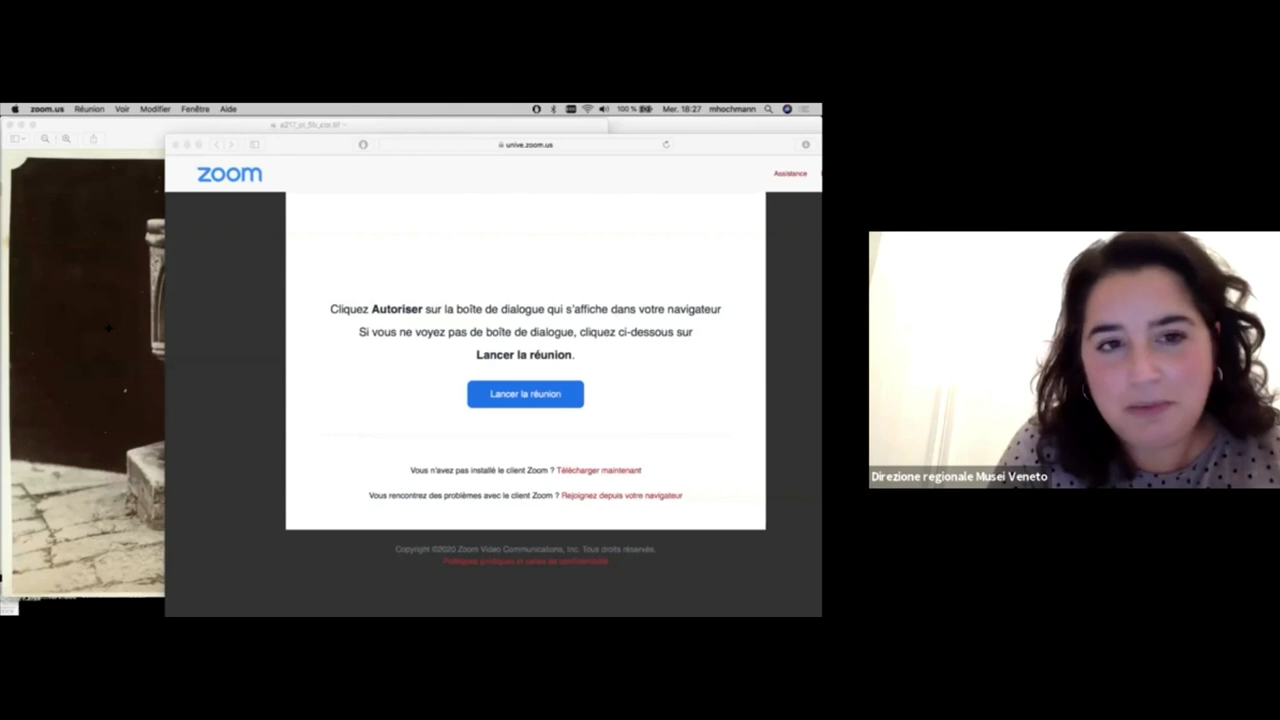 zoom.us Réunion Voir Modifier Fenêtre Aide
100 % Mer. 18:27 mhochmann
unive.zoom.us
zoom
Assistance
Cliquez Autoriser sur la boîte de dialogue qui s'affiche dans votre navigateur
Si vous ne voyez pas de boîte de dialogue, cliquez ci-dessous sur
Lancer la réunion.
Lancer la réunion
Vous n'avez pas installé le client Zoom ? Télécharger maintenant
Vous rencontrez des problèmes avec le client Zoom ? Rejoignez depuis votre navigateur
Copyright ©2020 Zoom Video Communications, Inc. Tous droits réservés.
Direzione regionale Musei Veneto